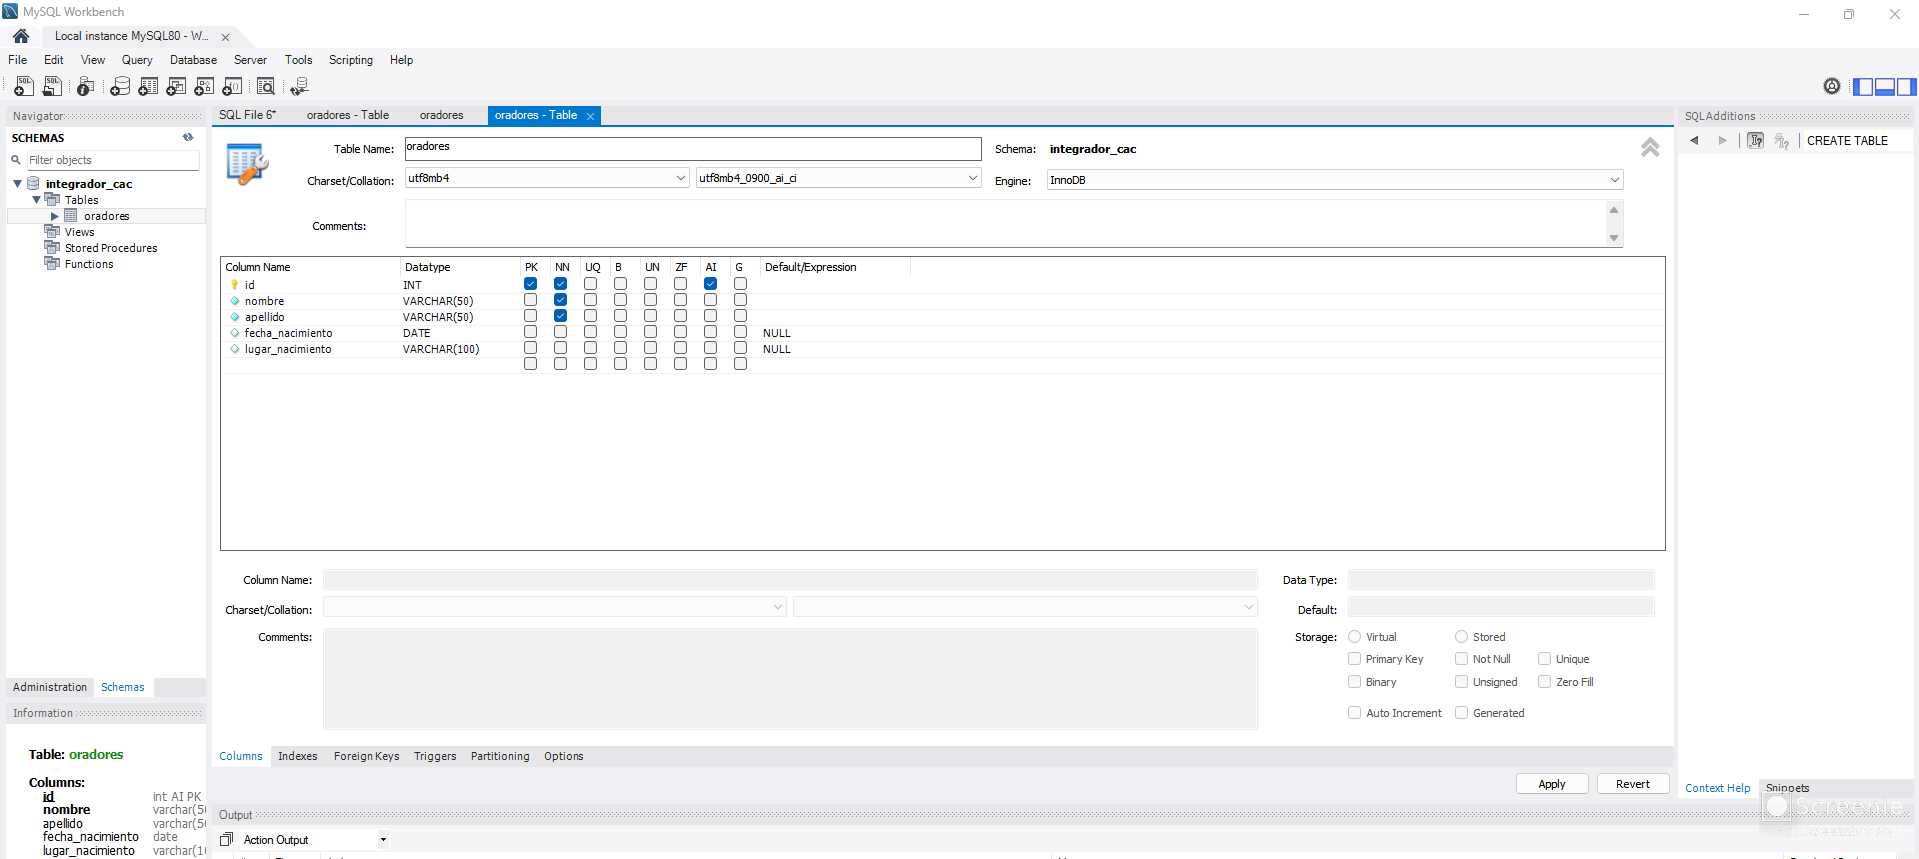 MySQL Workbench
Local instance MySQL80 - W... ×
File Edit View Query Database Server Tools Scripting Help
Navigator
SCHEMAS
Filter objects
integrador_cac
Tables
oradores
Views
Stored Procedures
Functions
Administration Schemas
Information
Table: oradores
Columns:
id int AI PK
nombre varchar(50
apellido varchar(50
fecha_nacimiento date
lugar_nacimiento varchar(10
SQL File 6* oradores - Table oradores oradores - Table ×
Table Name: oradores Schema: integrador_cac
Charset/Collation: utf8mb4 utf8mb4_0900_ai_ci Engine: InnoDB
Comments:
Column Name Datatype PK NN UQ B UN ZF AI G Default/Expression
id INT
nombre VARCHAR(50)
apellido VARCHAR(50)
fecha_nacimiento DATE NULL
lugar_nacimiento VARCHAR(100) NULL
Column Name: Data Type:
Charset/Collation: Default:
Comments: Storage: Virtual Stored
Primary Key Not Null Unique
Binary Unsigned Zero Fill
Auto Increment Generated
Columns Indexes Foreign Keys Triggers Partitioning Options
Apply Revert
Output
Action Output
SQLAdditions
CREATE TABLE
Context Help Snippets
Screenie